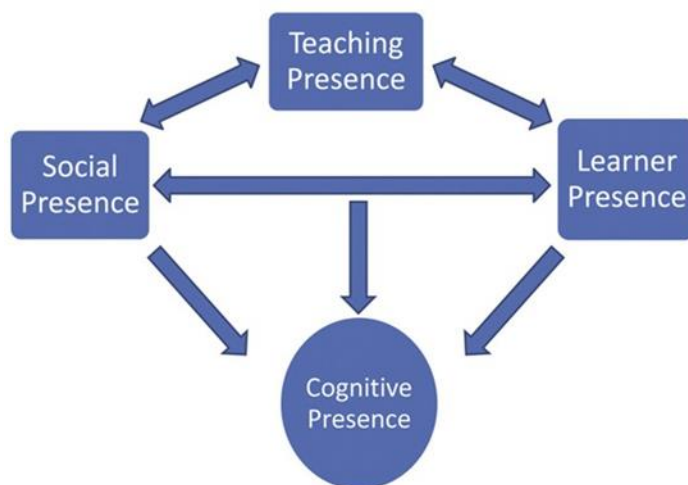 Teaching
Presence
Social
Presence
Learner
Presence
Cognitive
Presence